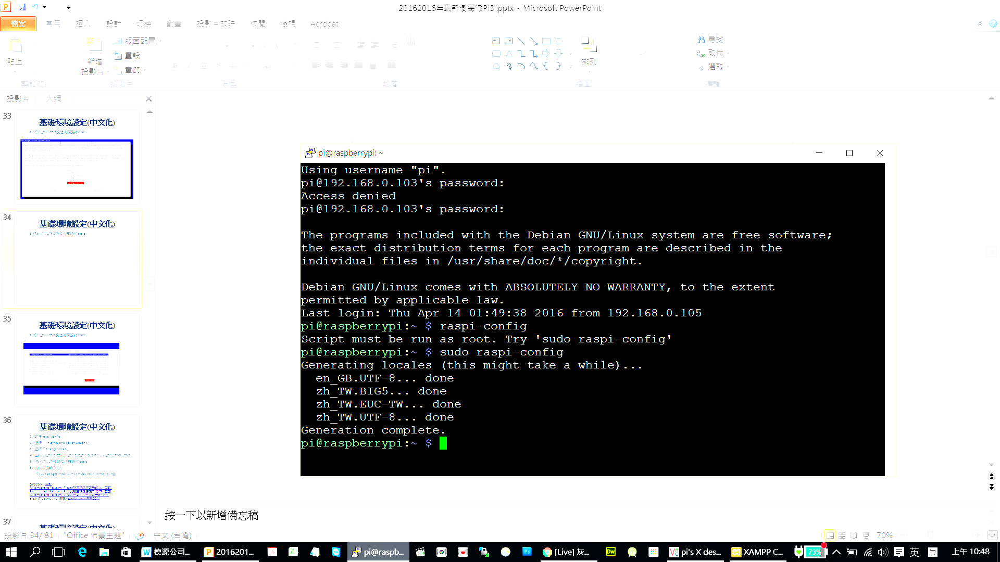 20162016年最新樹莓派Pi3 .pptx - Microsoft PowerPoint
檔案
常用
插入
設計
切換
動畫
投影片放映
校閱
檢視
Acrobat
貼上
新增
投影片
版面配置
重設
章節
排列
尋找
取代
選取
剪貼簿
投影片
字型
段落
繪圖
編輯
投影片
大綱
33
基礎環境設定(中文化)
34
基礎環境設定(中文化)
35
基礎環境設定(中文化)
36
基礎環境設定(中文化)
37
基礎環境設定(中文化)
pi@raspberrypi: ~
Using username "pi".
pi@192.168.0.103's password:
Access denied
pi@192.168.0.103's password:
The programs included with the Debian GNU/Linux system are free software;
the exact distribution terms for each program are described in the
individual files in /usr/share/doc/*/copyright.
Debian GNU/Linux comes with ABSOLUTELY NO WARRANTY, to the extent
permitted by applicable law.
Last login: Thu Apr 14 01:49:38 2016 from 192.168.0.105
pi@raspberrypi:~ $ raspi-config
Script must be run as root. Try 'sudo raspi-config'
pi@raspberrypi:~ $ sudo raspi-config
Generating locales (this might take a while)...
en_GB.UTF-8... done
zh_TW.BIG5... done
zh_TW.EUC-TW... done
zh_TW.UTF-8... done
Generation complete.
pi@raspberrypi:~ $
按一下以新增備忘稿
投影片 34/ 81
"Office 佈景主題"
中文 (台灣)
70%
德源公司...
2016201...
pi@raspb...
[Live] 灰...
pi's X des...
XAMPP C...
73%
英
上午 10:48